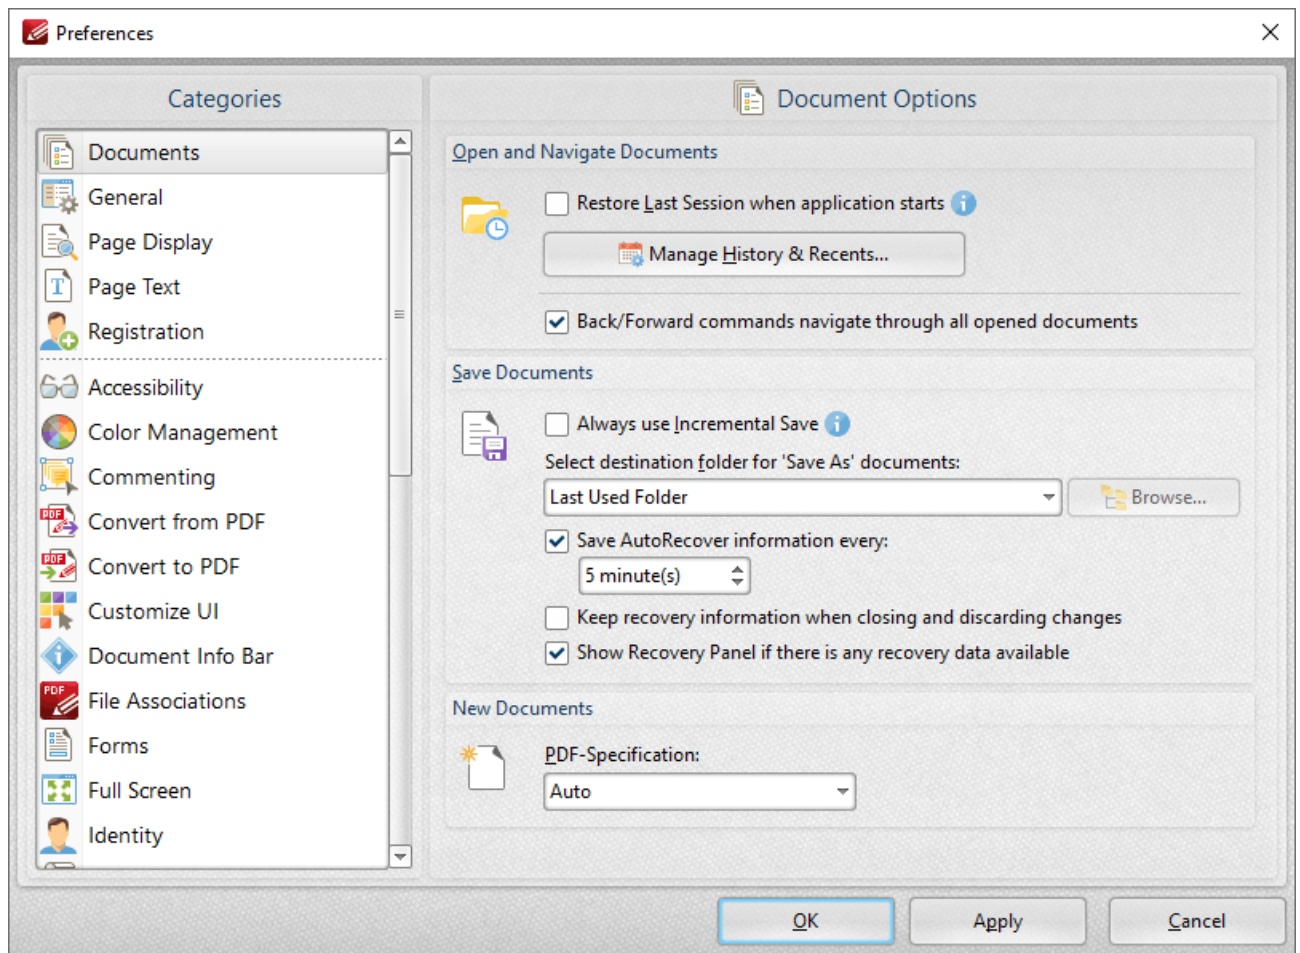 Preferences
Categories
Documents
General
Page Display
T
Page Text
Registration
Accessibility
Color Management
Commenting
PDF
Convert from PDF
PDF
Convert to PDF
Customize UI
i
Document Info Bar
PDF
File Associations
Forms
Full Screen
Identity
Document Options
Open and Navigate Documents
Restore Last Session when application starts i
Manage History & Recents...
Back/Forward commands navigate through all opened documents
Save Documents
Always use Incremental Save i
Select destination folder for 'Save As' documents:
Last Used Folder
Browse...
Save AutoRecover information every:
5 minute(s)
Keep recovery information when closing and discarding changes
Show Recovery Panel if there is any recovery data available
New Documents
PDF-Specification:
Auto
OK
Apply
Cancel